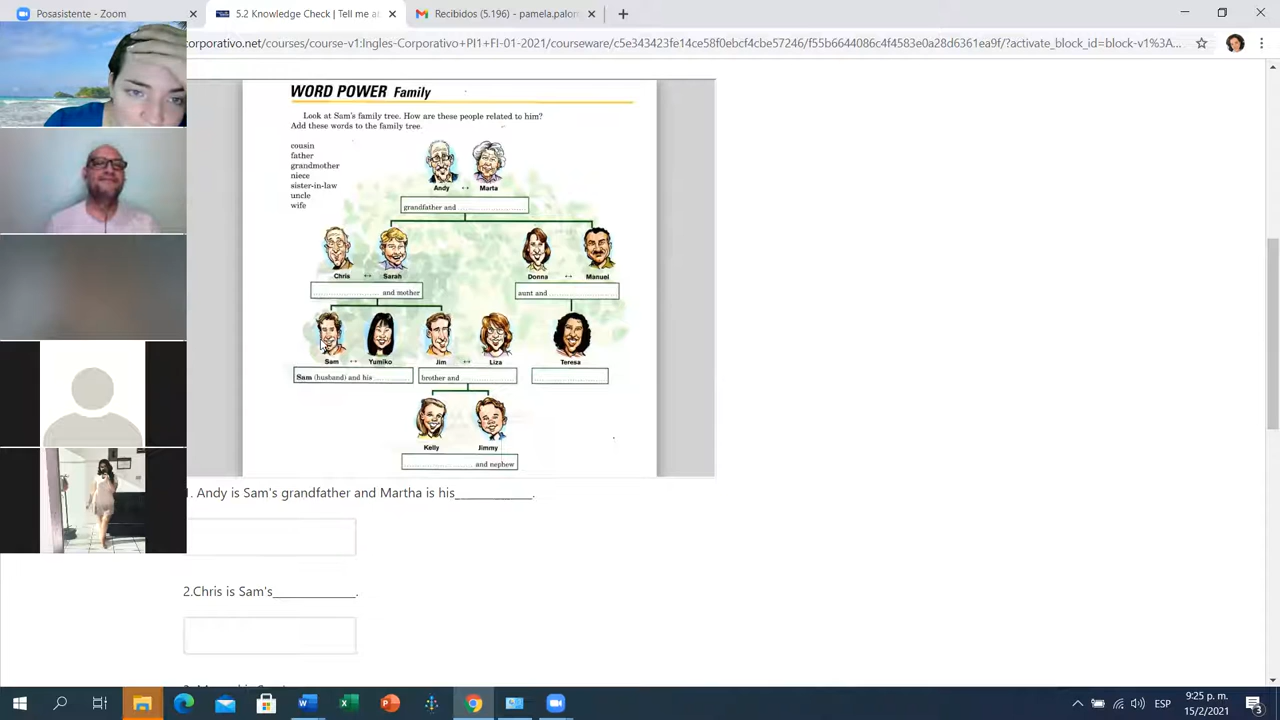 Posasistente - Zoom
5.2 Knowledge Check | Tell me a
Recibidos (5.196) - pamela.palom
corporativo.net/courses/course-v1:Ingles-Corporativo+PI1+FI-01-2021/courseware/c5e343423fe14ce58f0ebcf4cbe57246/f55b6644086c4f4583e0a28d6361ea9f/?activate_block_id=block-v1%3A...
WORD POWER Family
Look at Sam's family tree. How are these people related to him?
Add these words to the family tree.
cousin
father
grandmother
niece
sister-in-law
uncle
wife
Andy ↔ Marta
grandfather and ......................
Chris ↔ Sarah
Donna ↔ Manuel
...................... and mother
aunt and ......................
Sam ↔ Yumiko
Jim ↔ Liza
Teresa
Sam (husband) and his ............
brother and ................
......................
Kelly
Jimmy
...................... and nephew
1. Andy is Sam's grandfather and Martha is his____________.
2.Chris is Sam's_____________.
9:25 p. m.
ESP
15/2/2021